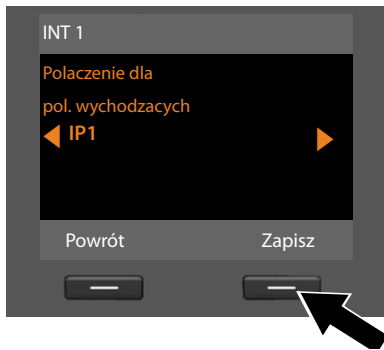 INT 1
Polaczenie dla
pol. wychodzacych
IP1
Powrót
Zapisz